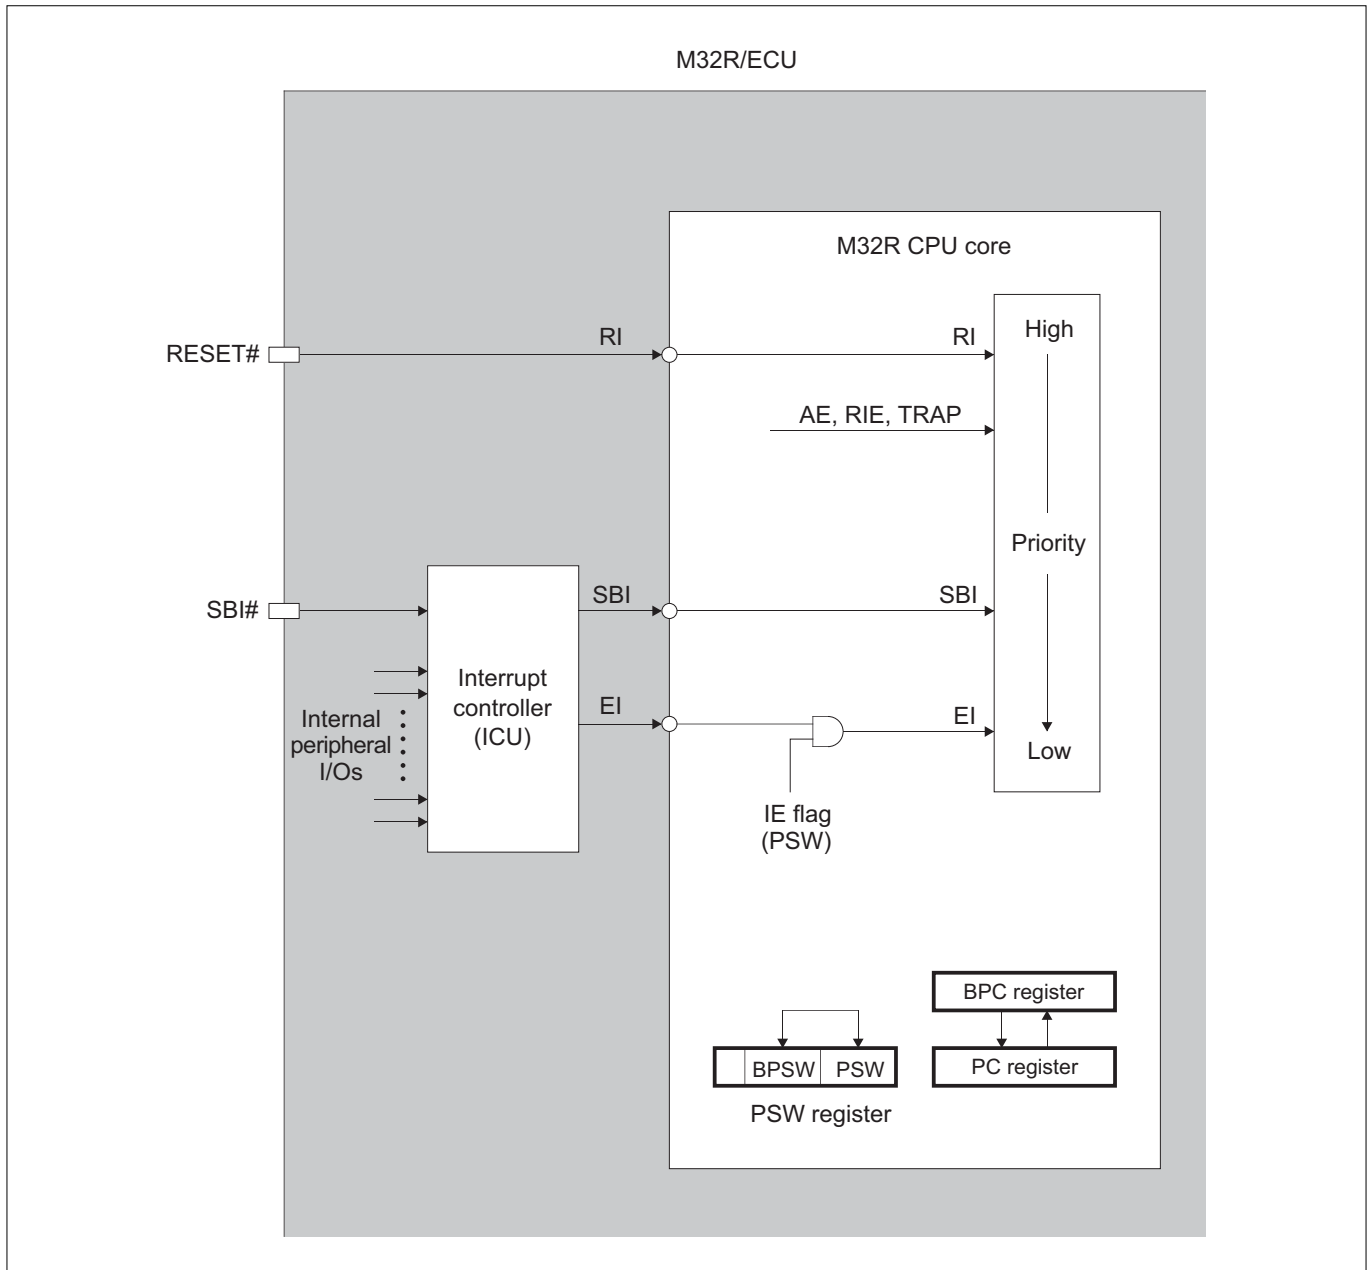 M32R/ECU
M32R CPU core
RESET#
RI
RI
High
AE, RIE, TRAP
Priority
SBI#
SBI
SBI
Interrupt
controller
(ICU)
Internal
peripheral
I/Os
EI
EI
Low
IE flag
(PSW)
BPC register
BPSW
PSW
PC register
PSW register